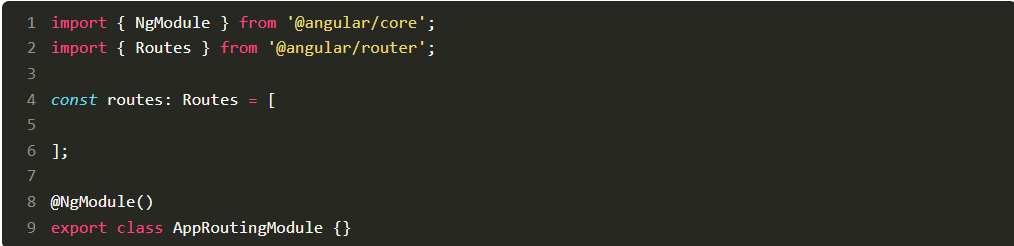 1 import { NgModule } from '@angular/core';
2 import { Routes } from '@angular/router';
3
4 const routes: Routes = [
5
6 ];
7
8 @NgModule()
9 export class AppRoutingModule {}